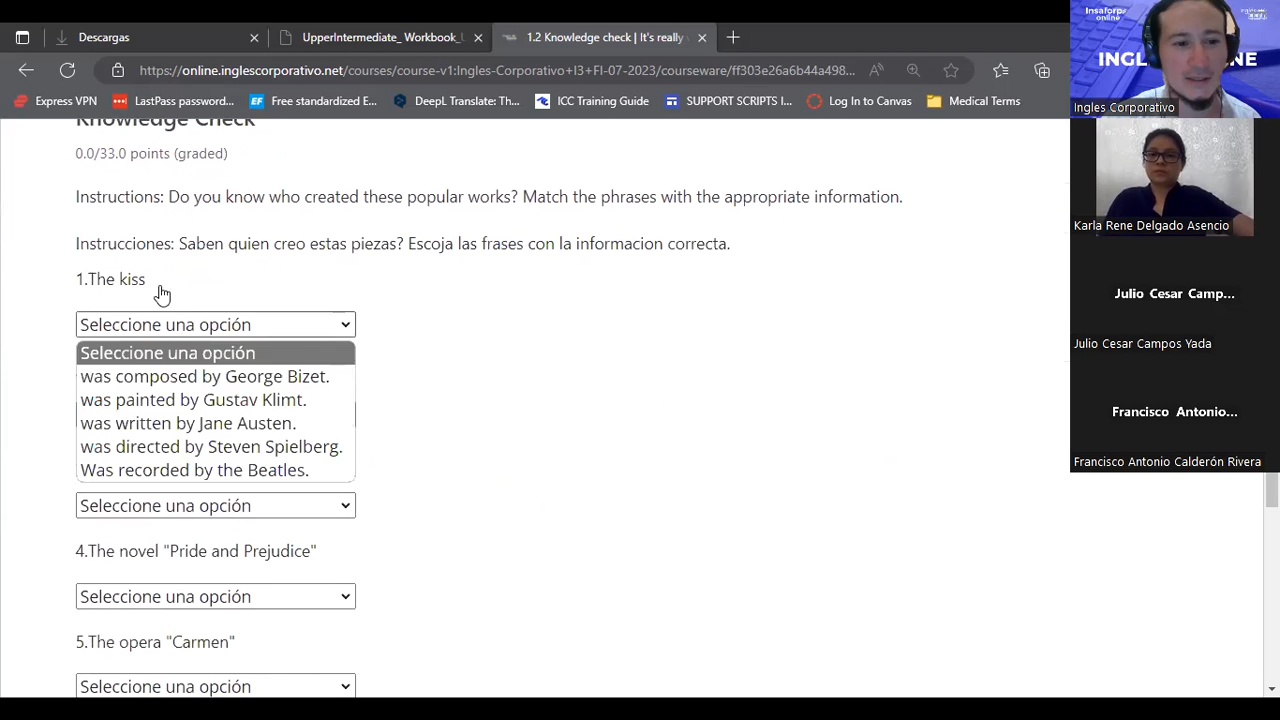 Descargas
UpperIntermediate_ Workbook_U
1.2 Knowledge check | It's really
https://online.inglescorporativo.net/courses/course-v1:Ingles-Corporativo+I3+FI-07-2023/courseware/ff303e26a6b44a498...
Express VPN
LastPass password...
Free standardized E...
DeepL Translate: Th...
ICC Training Guide
SUPPORT SCRIPTS I...
Log In to Canvas
Medical Terms
Knowledge Check
0.0/33.0 points (graded)
Instructions: Do you know who created these popular works? Match the phrases with the appropriate information.
Instrucciones: Saben quien creo estas piezas? Escoja las frases con la informacion correcta.
1.The kiss
Seleccione una opción
Seleccione una opción
was composed by George Bizet.
was painted by Gustav Klimt.
was written by Jane Austen.
was directed by Steven Spielberg.
Was recorded by the Beatles.
Seleccione una opción
4.The novel "Pride and Prejudice"
Seleccione una opción
5.The opera "Carmen"
Seleccione una opción
Insaforp
online
Ingles Corporativo
Karla Rene Delgado Asencio
Julio Cesar Camp...
Julio Cesar Campos Yada
Francisco Antonio...
Francisco Antonio Calderón Rivera